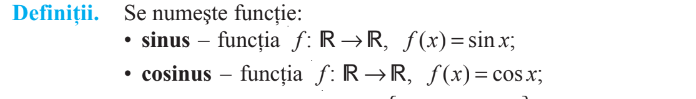 Definiții. Se numește funcție:
• sinus – funcția f: ℝ→ℝ, f(x)=sin x;
• cosinus – funcția f: ℝ→ℝ, f(x)=cos x;